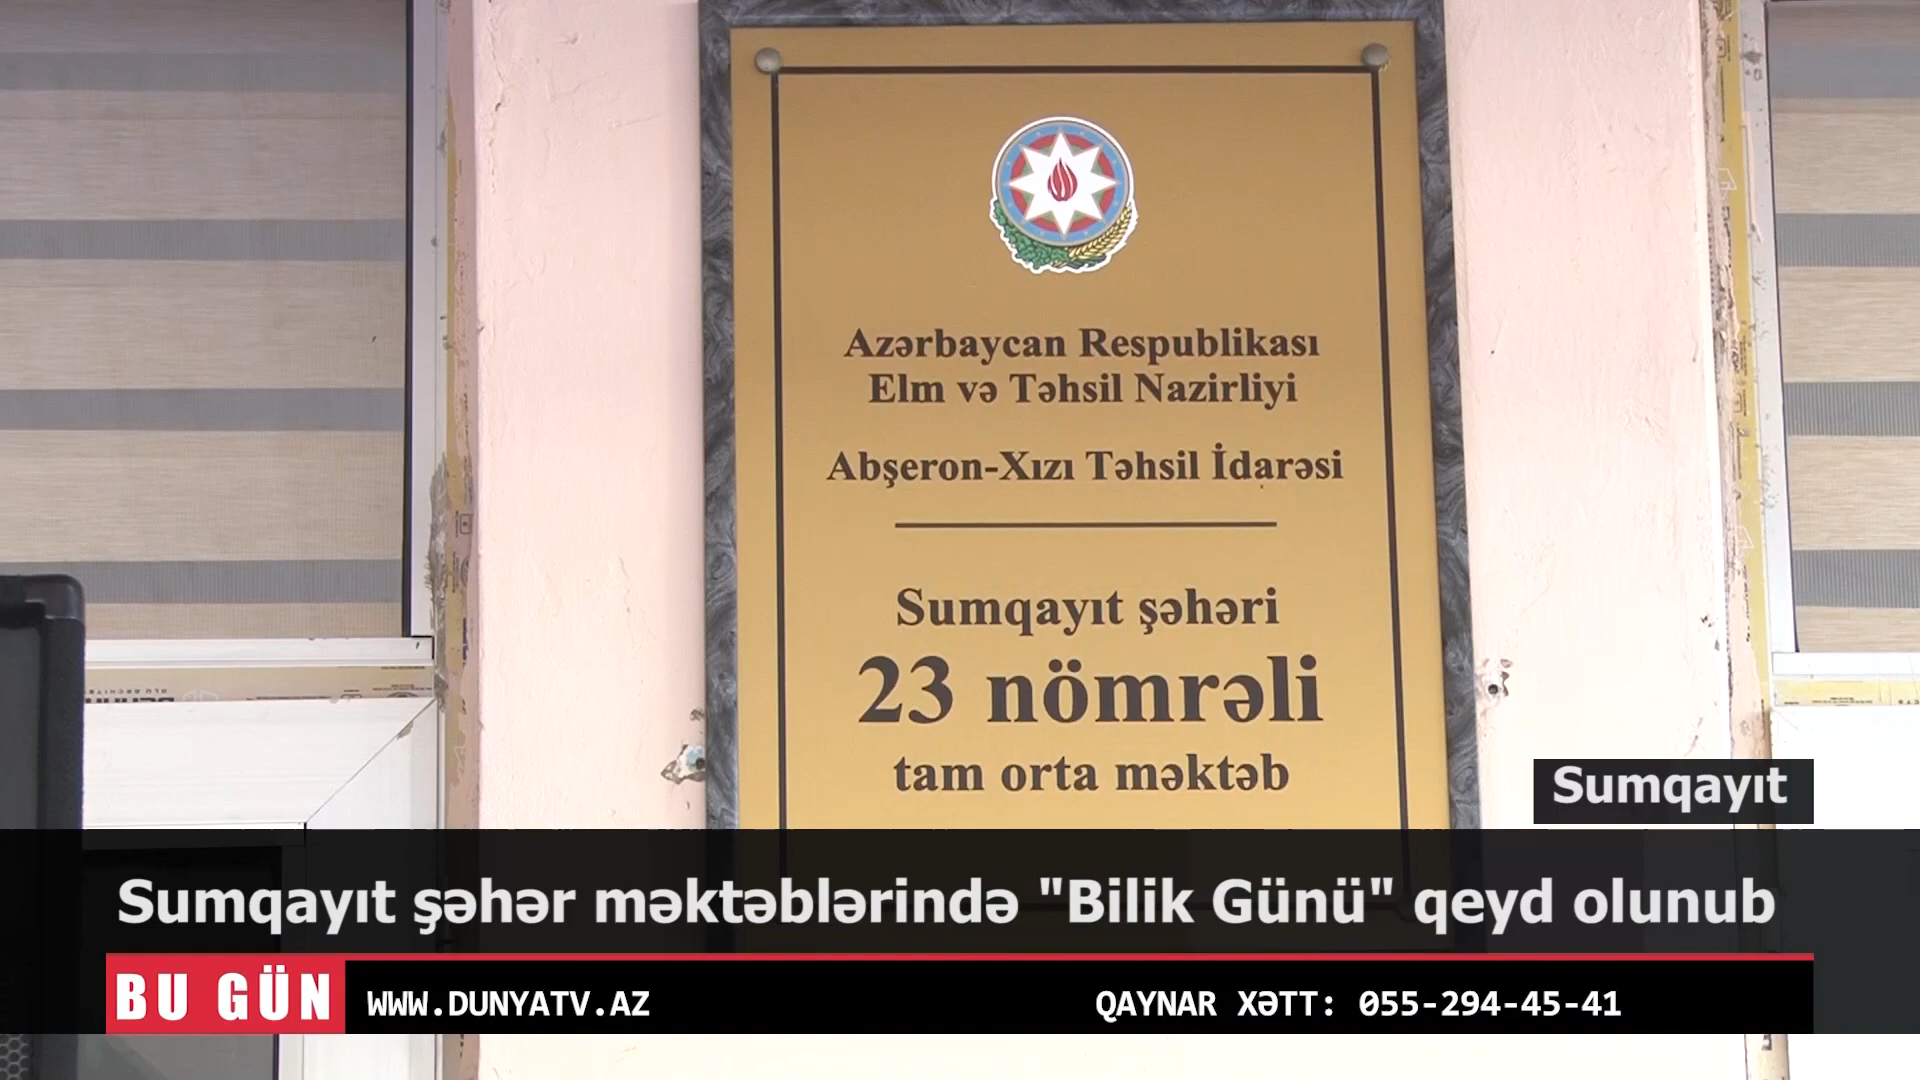 Azərbaycan Respublikası
Elm və Təhsil Nazirliyi
Abşeron-Xızı Təhsil İdarəsi
Sumqayıt şəhəri
23 nömrəli
tam orta məktəb
Sumqayıt
Sumqayıt şəhər məktəblərində "Bilik Günü" qeyd olunub
BU GÜN WWW.DUNYATV.AZ QAYNAR XƏTT: 055-294-45-41